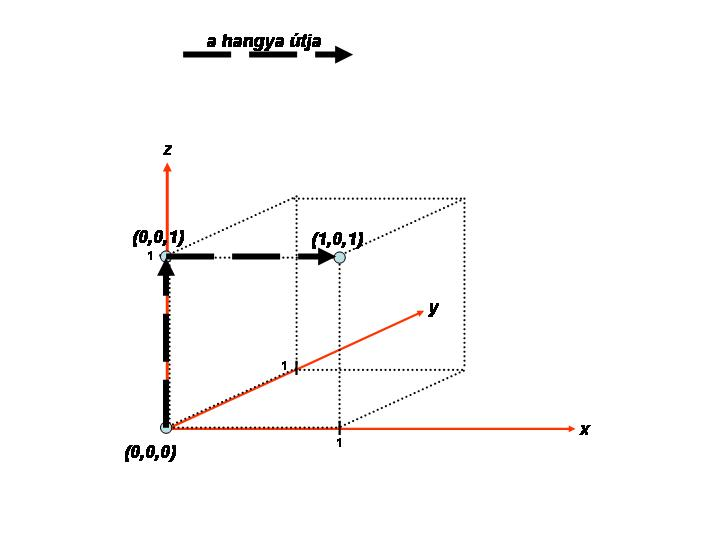 a hangya útja
z
(0,0,1)
(1,0,1)
1
y
1
x
1
(0,0,0)